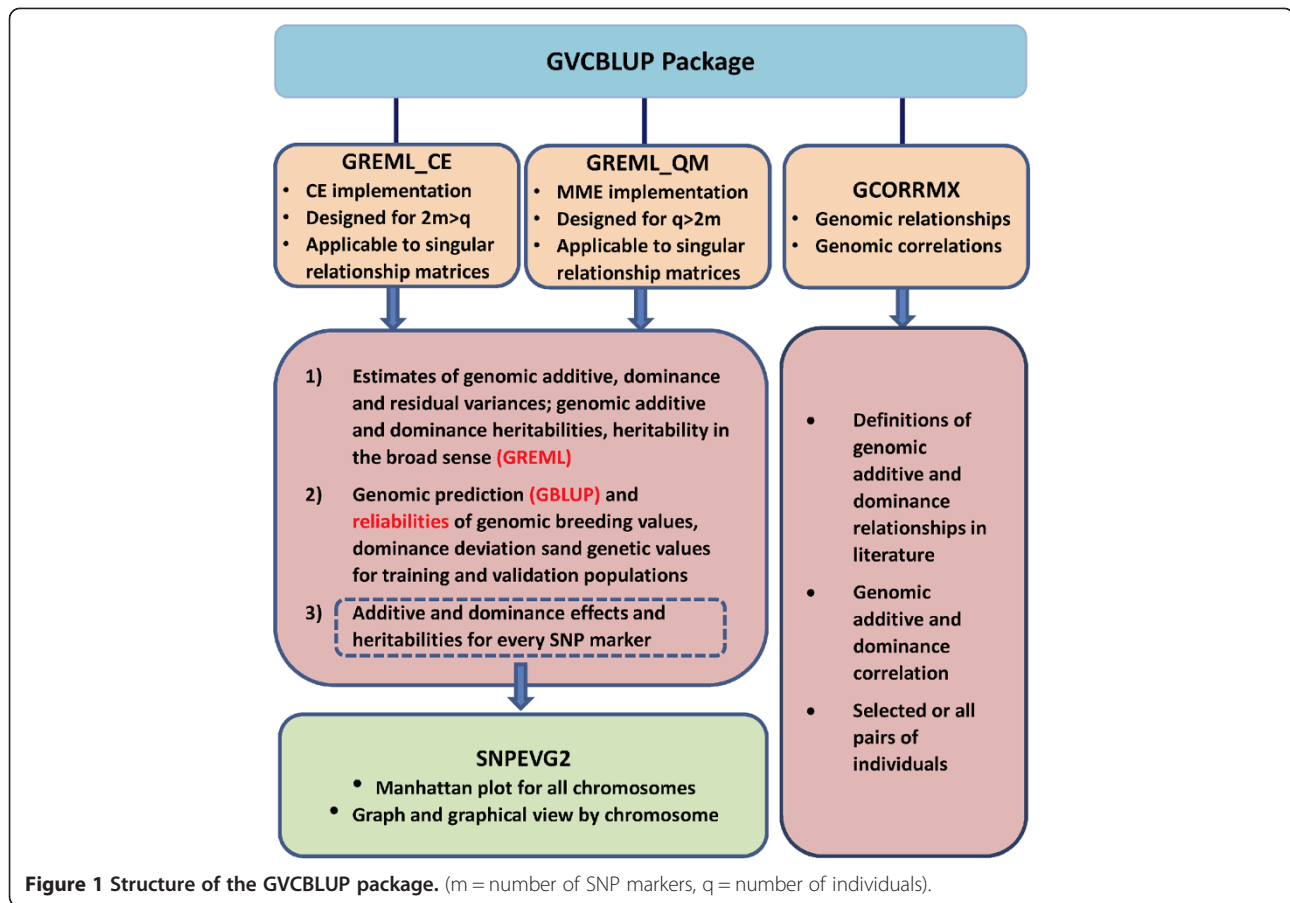 GVCBLUP Package
GREML_CE
• CE implementation
• Designed for 2m>q
• Applicable to singular
relationship matrices
GREML_QM
• MME implementation
• Designed for q>2m
• Applicable to singular
relationship matrices
GCORRMX
• Genomic relationships
• Genomic correlations
1) Estimates of genomic additive, dominance
and residual variances; genomic additive
and dominance heritabilities, heritability in
the broad sense (GREML)
2) Genomic prediction (GBLUP) and
reliabilities of genomic breeding values,
dominance deviation sand genetic values
for training and validation populations
3) Additive and dominance effects and
heritabilities for every SNP marker
• Definitions of
genomic
additive and
dominance
relationships in
literature
• Genomic
additive and
dominance
correlation
• Selected or all
pairs of
individuals
SNPEVG2
• Manhattan plot for all chromosomes
• Graph and graphical view by chromosome
Figure 1 Structure of the GVCBLUP package. (m = number of SNP markers, q = number of individuals).